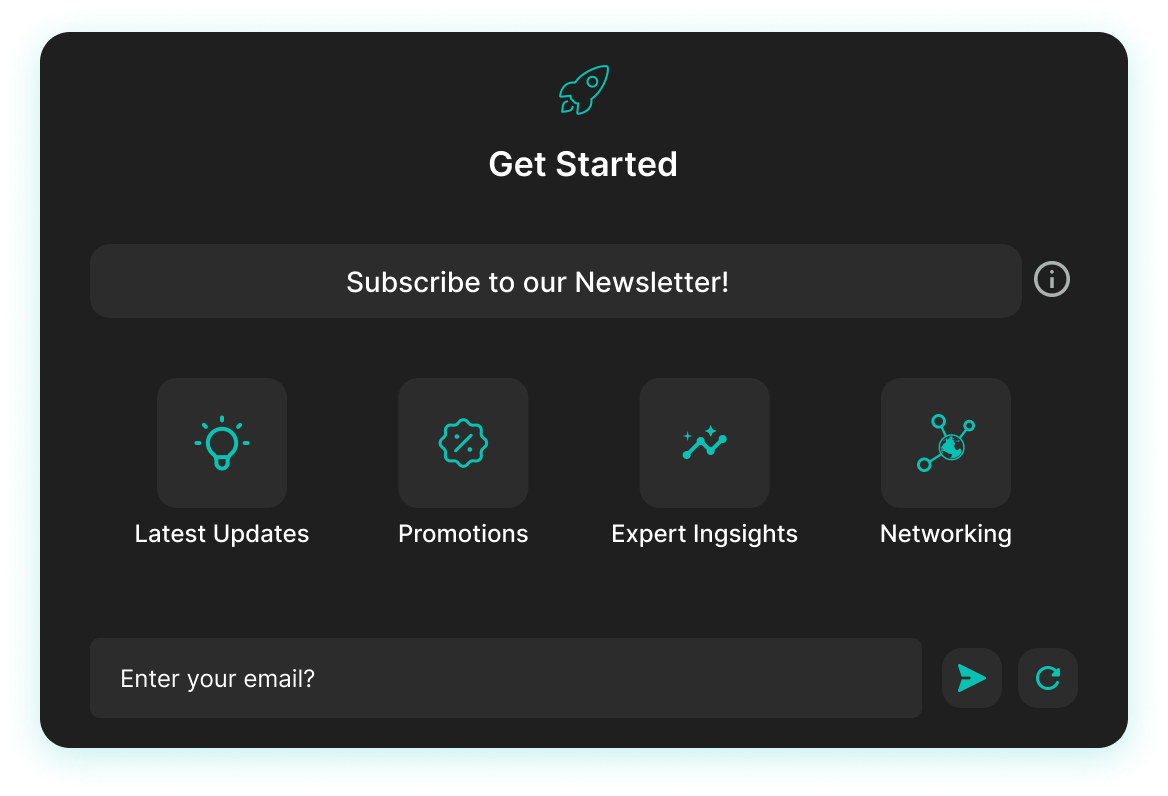 Get Started
Subscribe to our Newsletter!
Latest Updates
Promotions
Expert Ingsights
Networking
Enter your email?